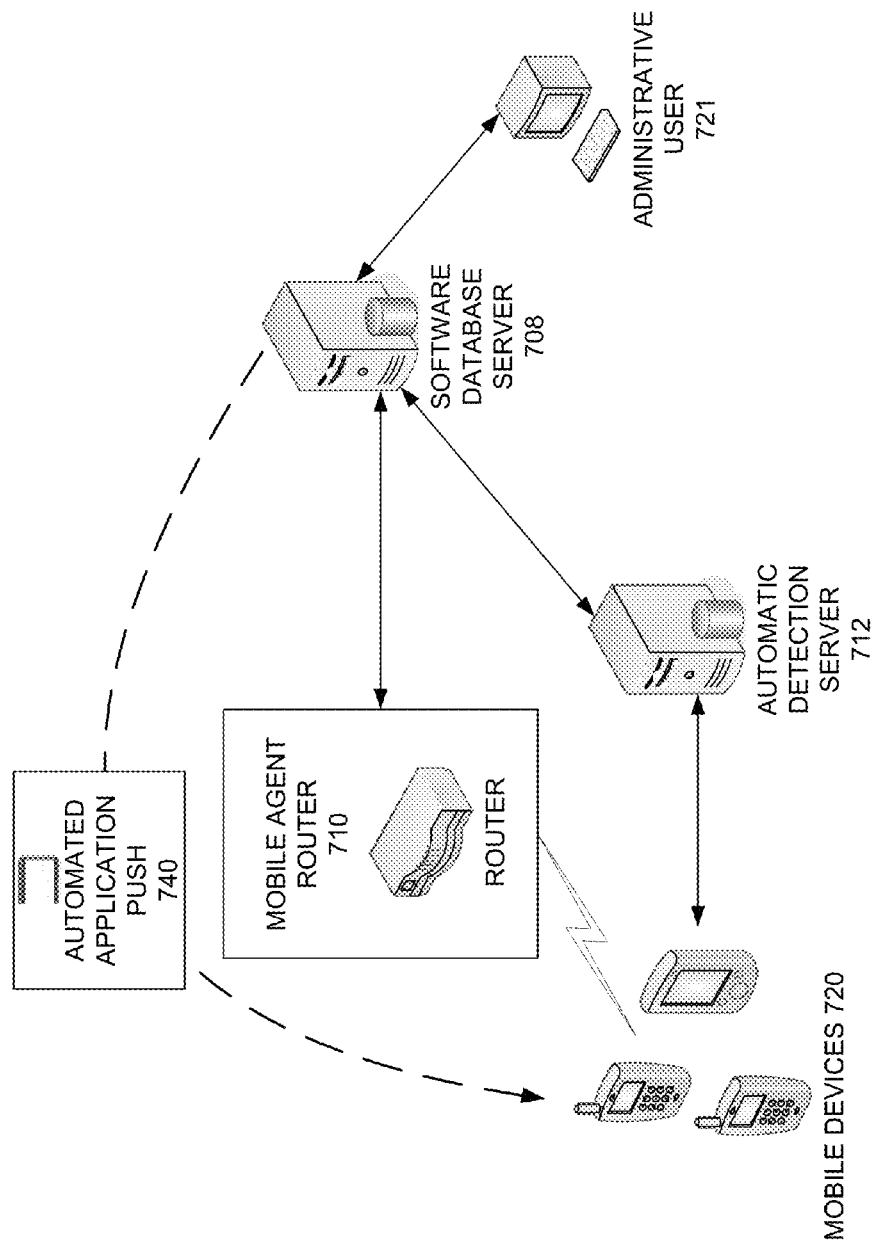 AUTOMATED
APPLICATION
PUSH
740
MOBILE AGENT
ROUTER
710
ROUTER
MOBILE DEVICES 720
SOFTWARE
DATABASE
SERVER
708
AUTOMATIC
DETECTION
SERVER
712
ADMINISTRATIVE
USER
721